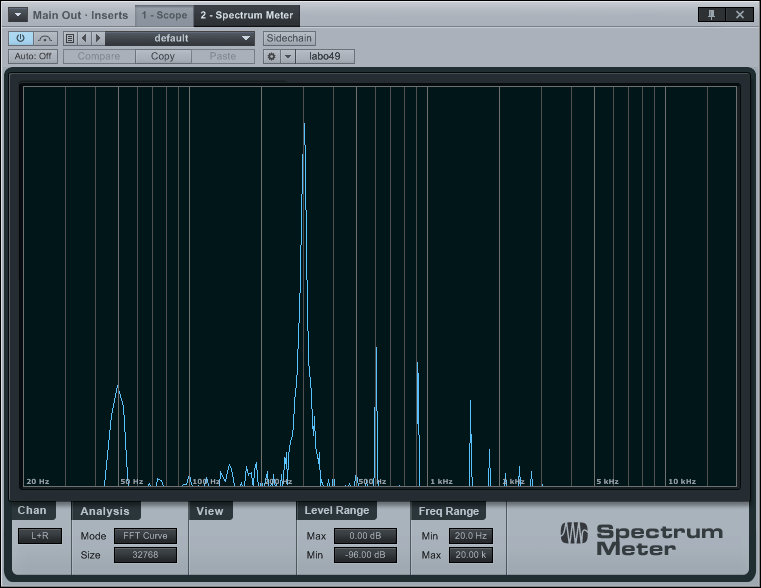 Main Out · Inserts 1 - Scope 2 - Spectrum Meter
default Sidechain
Auto: Off Compare Copy Paste labo49
20 Hz 50 Hz 100 Hz 200 Hz 500 Hz 1 kHz 2 kHz 5 kHz 10 kHz
Chan Analysis View Level Range Freq Range
L+R Mode FFT Curve Max 0.00 dB Min 20.0 Hz
Size 32768 Min -96.00 dB Max 20.00 k
Spectrum
Meter